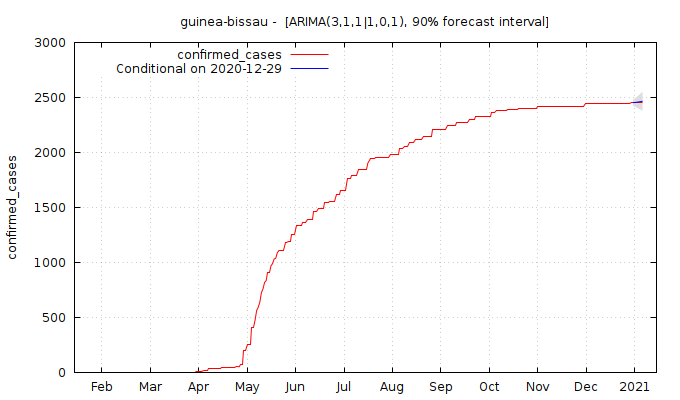 guinea-bissau - [ARIMA(3,1,1|1,0,1), 90% forecast interval]
confirmed_cases
Conditional on 2020-12-29
3000
2500
2000
1500
1000
500
0
confirmed_cases
Feb Mar Apr May Jun Jul Aug Sep Oct Nov Dec 2021